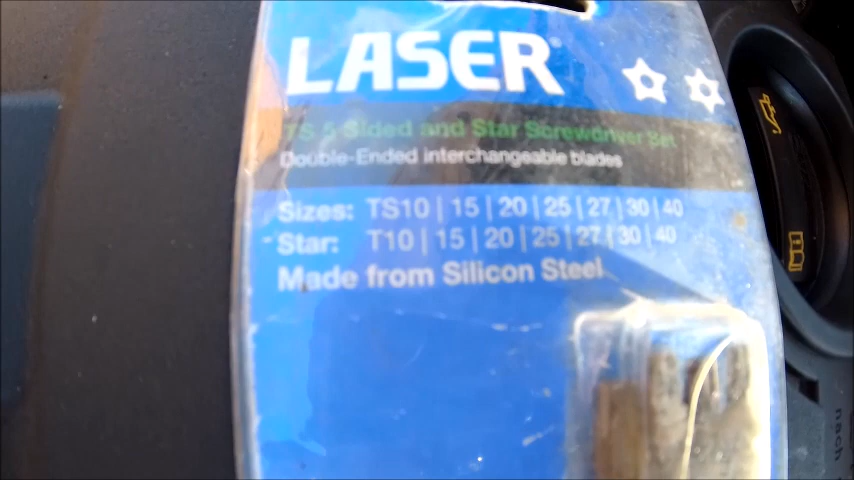 LASER
TS 5 Sided and Star Screwdriver Set
Double-Ended interchangeable blades
Sizes: TS10 | 15 | 20 | 25 | 27 | 30 | 40
Star: T10 | 15 | 20 | 25 | 27 | 30 | 40
Made from Silicon Steel
nach